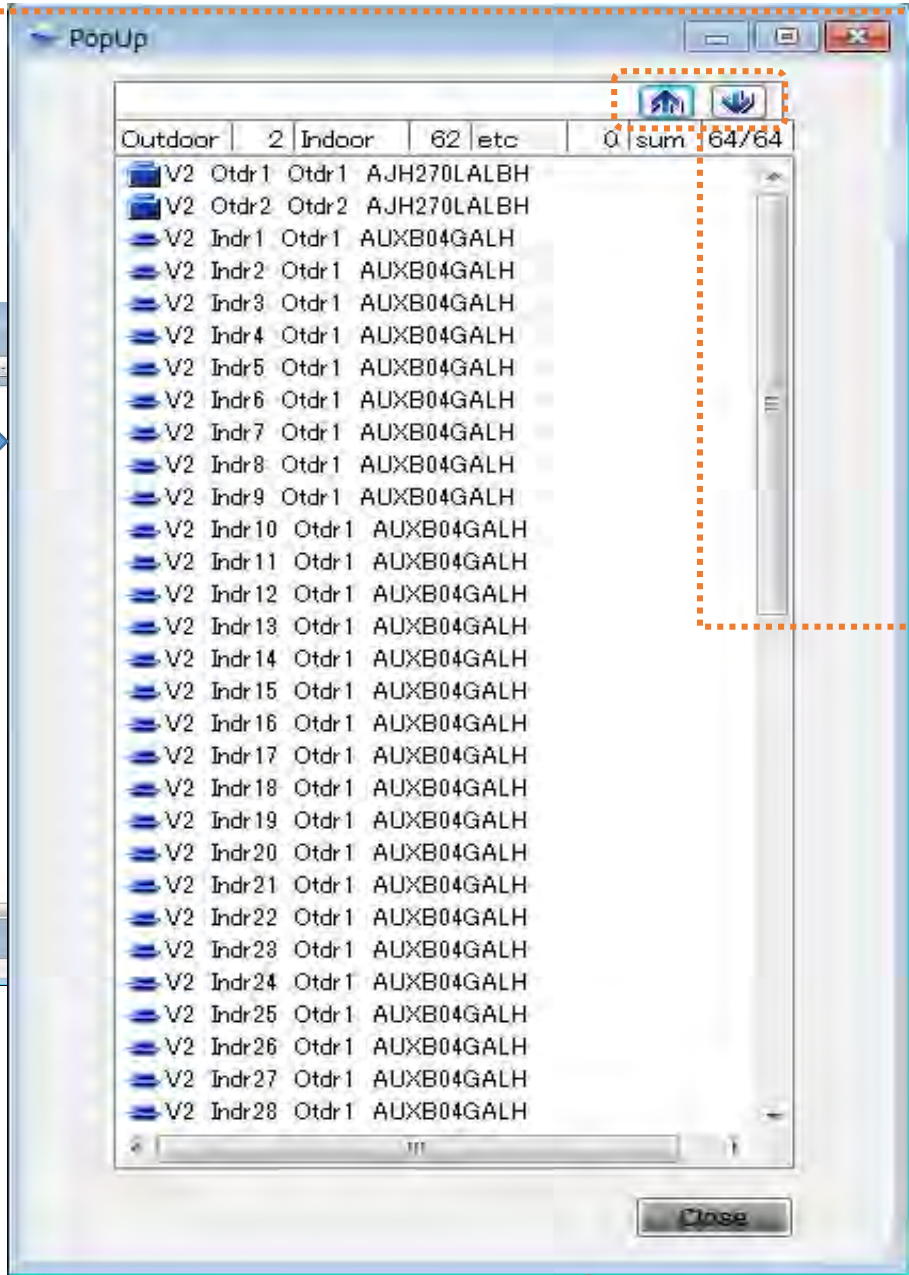 PopUp
Outdoor 2 Indoor 62 etc 0 sum 64/64
V2 Otdr1 Otdr1 AJH270LALBH
V2 Otdr2 Otdr2 AJH270LALBH
V2 Indr1 Otdr1 AUXB04GALH
V2 Indr2 Otdr1 AUXB04GALH
V2 Indr3 Otdr1 AUXB04GALH
V2 Indr4 Otdr1 AUXB04GALH
V2 Indr5 Otdr1 AUXB04GALH
V2 Indr6 Otdr1 AUXB04GALH
V2 Indr7 Otdr1 AUXB04GALH
V2 Indr8 Otdr1 AUXB04GALH
V2 Indr9 Otdr1 AUXB04GALH
V2 Indr10 Otdr1 AUXB04GALH
V2 Indr11 Otdr1 AUXB04GALH
V2 Indr12 Otdr1 AUXB04GALH
V2 Indr13 Otdr1 AUXB04GALH
V2 Indr14 Otdr1 AUXB04GALH
V2 Indr15 Otdr1 AUXB04GALH
V2 Indr16 Otdr1 AUXB04GALH
V2 Indr17 Otdr1 AUXB04GALH
V2 Indr18 Otdr1 AUXB04GALH
V2 Indr19 Otdr1 AUXB04GALH
V2 Indr20 Otdr1 AUXB04GALH
V2 Indr21 Otdr1 AUXB04GALH
V2 Indr22 Otdr1 AUXB04GALH
V2 Indr23 Otdr1 AUXB04GALH
V2 Indr24 Otdr1 AUXB04GALH
V2 Indr25 Otdr1 AUXB04GALH
V2 Indr26 Otdr1 AUXB04GALH
V2 Indr27 Otdr1 AUXB04GALH
V2 Indr28 Otdr1 AUXB04GALH
Close